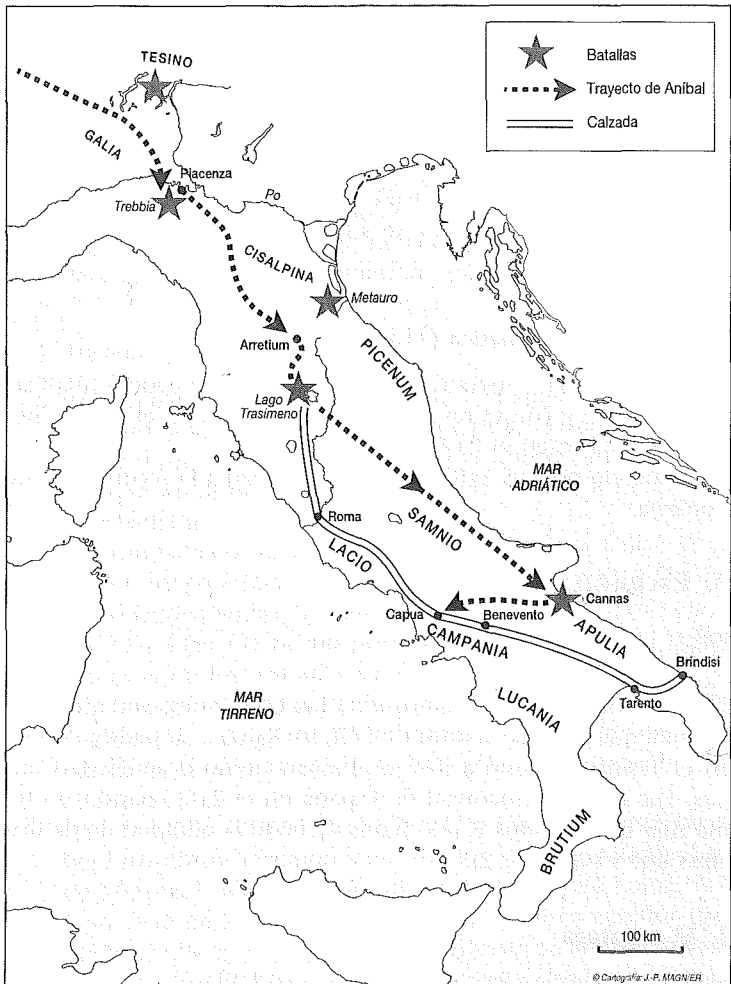 TESINO
Batallas
Trayecto de Aníbal
Calzada
GALIA
Piacenza
Trebbia
Po
CISALPINA
Metauro
Arretium
PICENUM
Lago
Trasimeno
MAR
ADRIÁTICO
SAMNIO
Roma
LACIO
Cannas
Capua
Benevento
APULIA
CAMPANIA
Brindisi
Tarento
MAR
TIRRENO
LUCANIA
BRUTIUM
100 km
© Cartografía: J.-P. MAGNIER